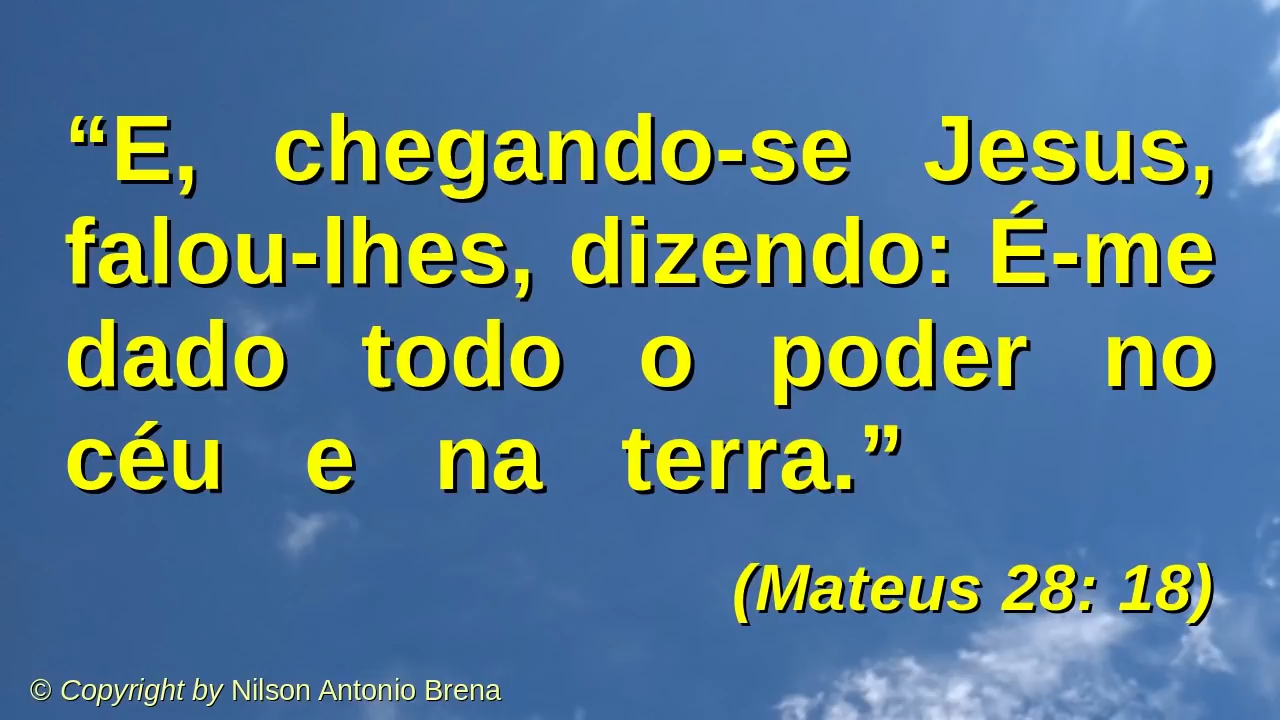 “E, chegando-se Jesus,
falou-lhes, dizendo: É-me
dado todo o poder no
céu e na terra.”
(Mateus 28: 18)
© Copyright by Nilson Antonio Brena